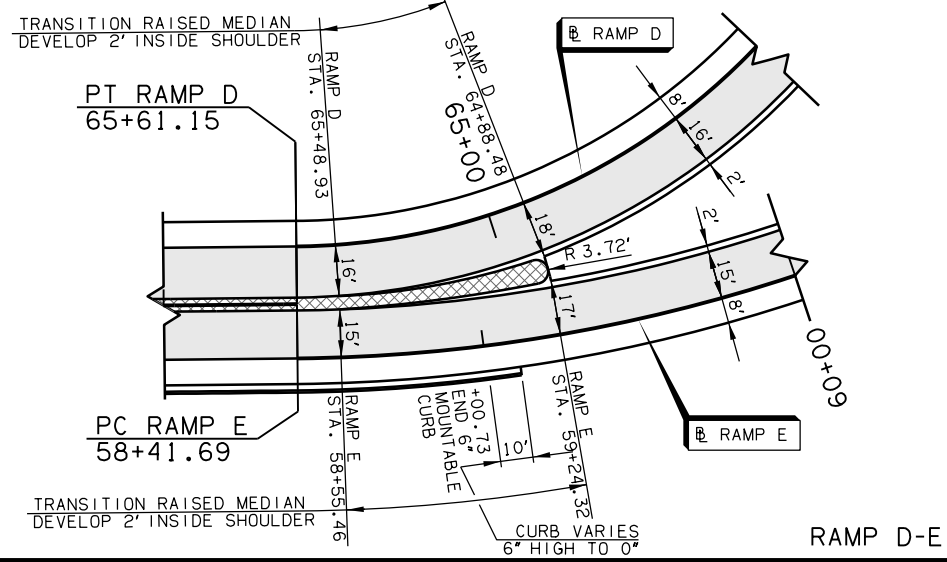 TRANSITION RAISED MEDIAN
DEVELOP 2' INSIDE SHOULDER
RAMP D
STA. 65+48.93
RAMP D
STA. 64+88.48
65+00
℄ RAMP D
PT RAMP D
65+61.15
8'
16'
2'
18'
R 3.72'
2'
15'
8'
16'
15'
17'
60+00
PC RAMP E
58+41.69
RAMP E
STA. 58+55.46
+00.73
END 6"
MOUNTABLE
CURB
10'
RAMP E
STA. 59+24.32
℄ RAMP E
TRANSITION RAISED MEDIAN
DEVELOP 2' INSIDE SHOULDER
CURB VARIES
6" HIGH TO 0"
RAMP D-E